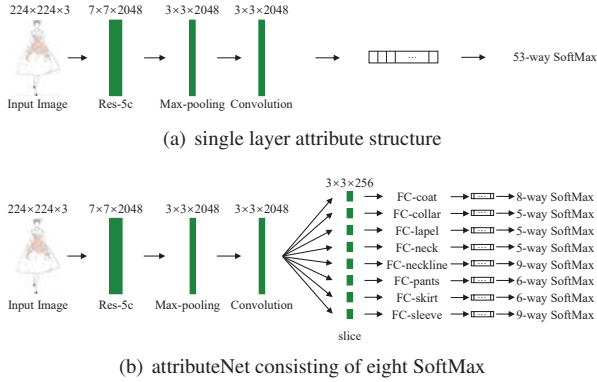 224×224×3 7×7×2048 3×3×2048 3×3×2048
53-way SoftMax
Input Image Res-5c Max-pooling Convolution
(a) single layer attribute structure
3×3×256
224×224×3 7×7×2048 3×3×2048 3×3×2048
FC-coat 8-way SoftMax
FC-collar 5-way SoftMax
FC-lapel 5-way SoftMax
FC-neck 5-way SoftMax
FC-neckline 9-way SoftMax
FC-pants 6-way SoftMax
FC-skirt 6-way SoftMax
FC-sleeve 9-way SoftMax
Input Image Res-5c Max-pooling Convolution
slice
(b) attributeNet consisting of eight SoftMax